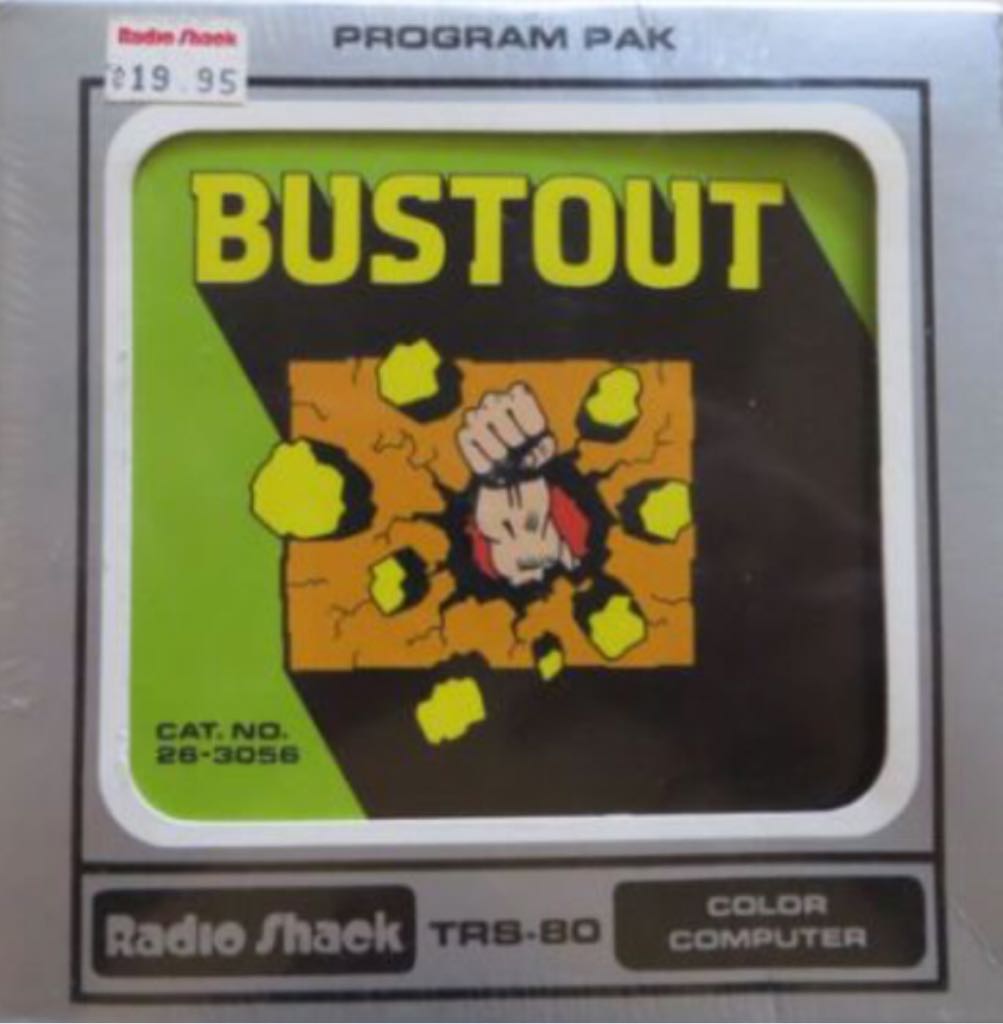 Radio Shack
$19.95
PROGRAM PAK
BUSTOUT
CAT. NO.
26-3056
Radio Shack
TRS-80
COLOR
COMPUTER